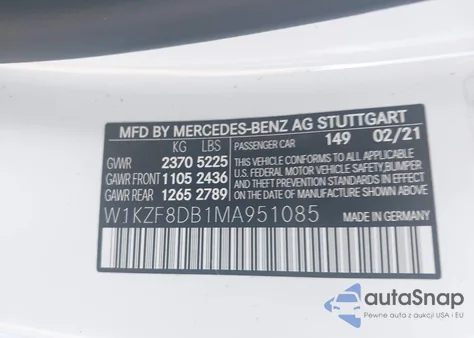 MFD BY MERCEDES-BENZ AG STUTTGART
KG LBS PASSENGER CAR 149 02/21
GVWR 2370 5225 THIS VEHICLE CONFORMS TO ALL APPLICABLE
GAWR FRONT 1105 2436 U.S. FEDERAL MOTOR VEHICLE SAFETY,BUMPER,
GAWR REAR 1265 2789 AND THEFT PREVENTION STANDARDS IN EFFECT
ON THE DATE OF MANUFACTURE SHOWN ABOVE.
W1KZF8DB1MA951085 MADE IN GERMANY
autoSnap
Pewne auta z aukcji USA i EU